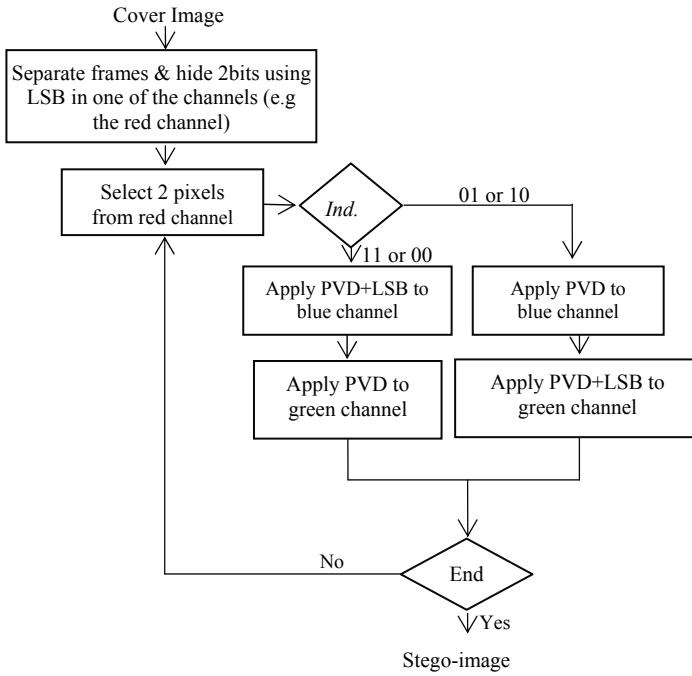 Cover Image
Separate frames & hide 2bits using
LSB in one of the channels (e.g
the red channel)
Select 2 pixels
from red channel
Ind.
01 or 10
11 or 00
Apply PVD+LSB to
blue channel
Apply PVD to
blue channel
Apply PVD to
green channel
Apply PVD+LSB to
green channel
No
End
Yes
Stego-image